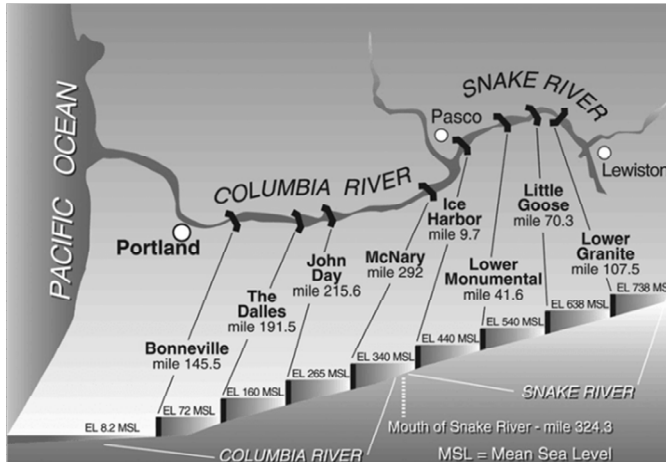 PACIFIC OCEAN
COLUMBIA RIVER
SNAKE RIVER
Pasco
Lewiston
Portland
Bonneville
mile 145.5
The
Dalles
mile 191.5
John
Day
mile 215.6
McNary
mile 292
Ice
Harbor
mile 9.7
Lower
Monumental
mile 41.6
Little
Goose
mile 70.3
Lower
Granite
mile 107.5
EL 8.2 MSL
EL 72 MSL
EL 160 MSL
EL 265 MSL
EL 340 MSL
EL 440 MSL
EL 540 MSL
EL 638 MSL
EL 738 MS
SNAKE RIVER
COLUMBIA RIVER
Mouth of Snake River - mile 324.3
MSL = Mean Sea Level